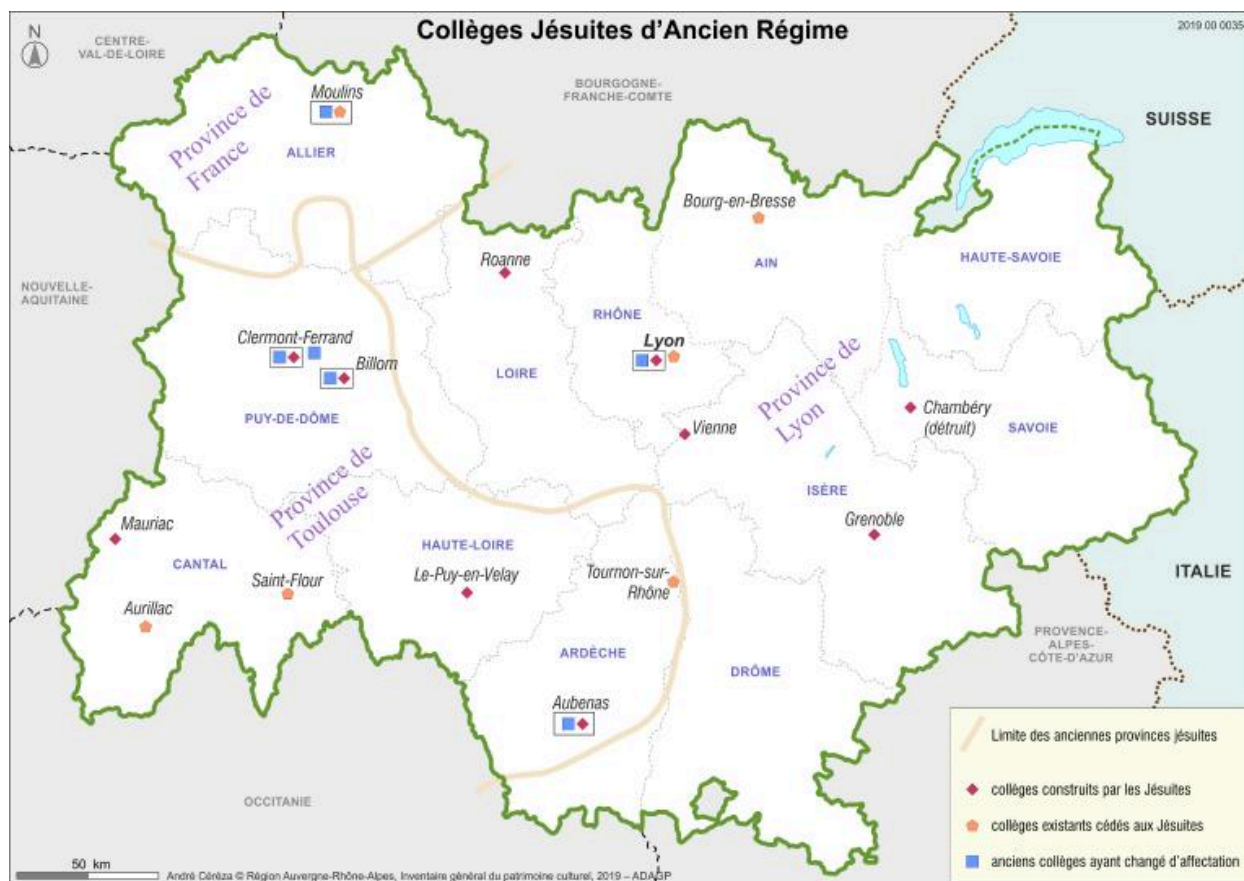 Collèges Jésuites d'Ancien Régime
2019 00 0035
N
CENTRE-
VAL-DE-LOIRE
BOURGOGNE-
FRANCHE-COMTE
SUISSE
Moulins
Province de
France
ALLIER
Bourg-en-Bresse
AIN
HAUTE-SAVOIE
NOUVELLE-
AQUITAINE
Roanne
RHÔNE
Clermont-Ferrand
Billom
LOIRE
Lyon
Province de
Lyon
PUY-DE-DÔME
Vienne
Chambéry
(détruit)
SAVOIE
Province de
Toulouse
ISÈRE
Mauriac
Grenoble
CANTAL
HAUTE-LOIRE
Saint-Flour
Le-Puy-en-Velay
Tournon-sur-
Rhône
ITALIE
Aurillac
PROVENCE-
ALPES-
CÔTE-D'AZUR
ARDÈCHE
DRÔME
Aubenas
OCCITANIE
Limite des anciennes provinces jésuites
collèges construits par les Jésuites
collèges existants cédés aux Jésuites
anciens collèges ayant changé d'affectation
50 km
André Céréza © Région Auvergne-Rhône-Alpes, Inventaire général du patrimoine culturel, 2019 – ADAGP